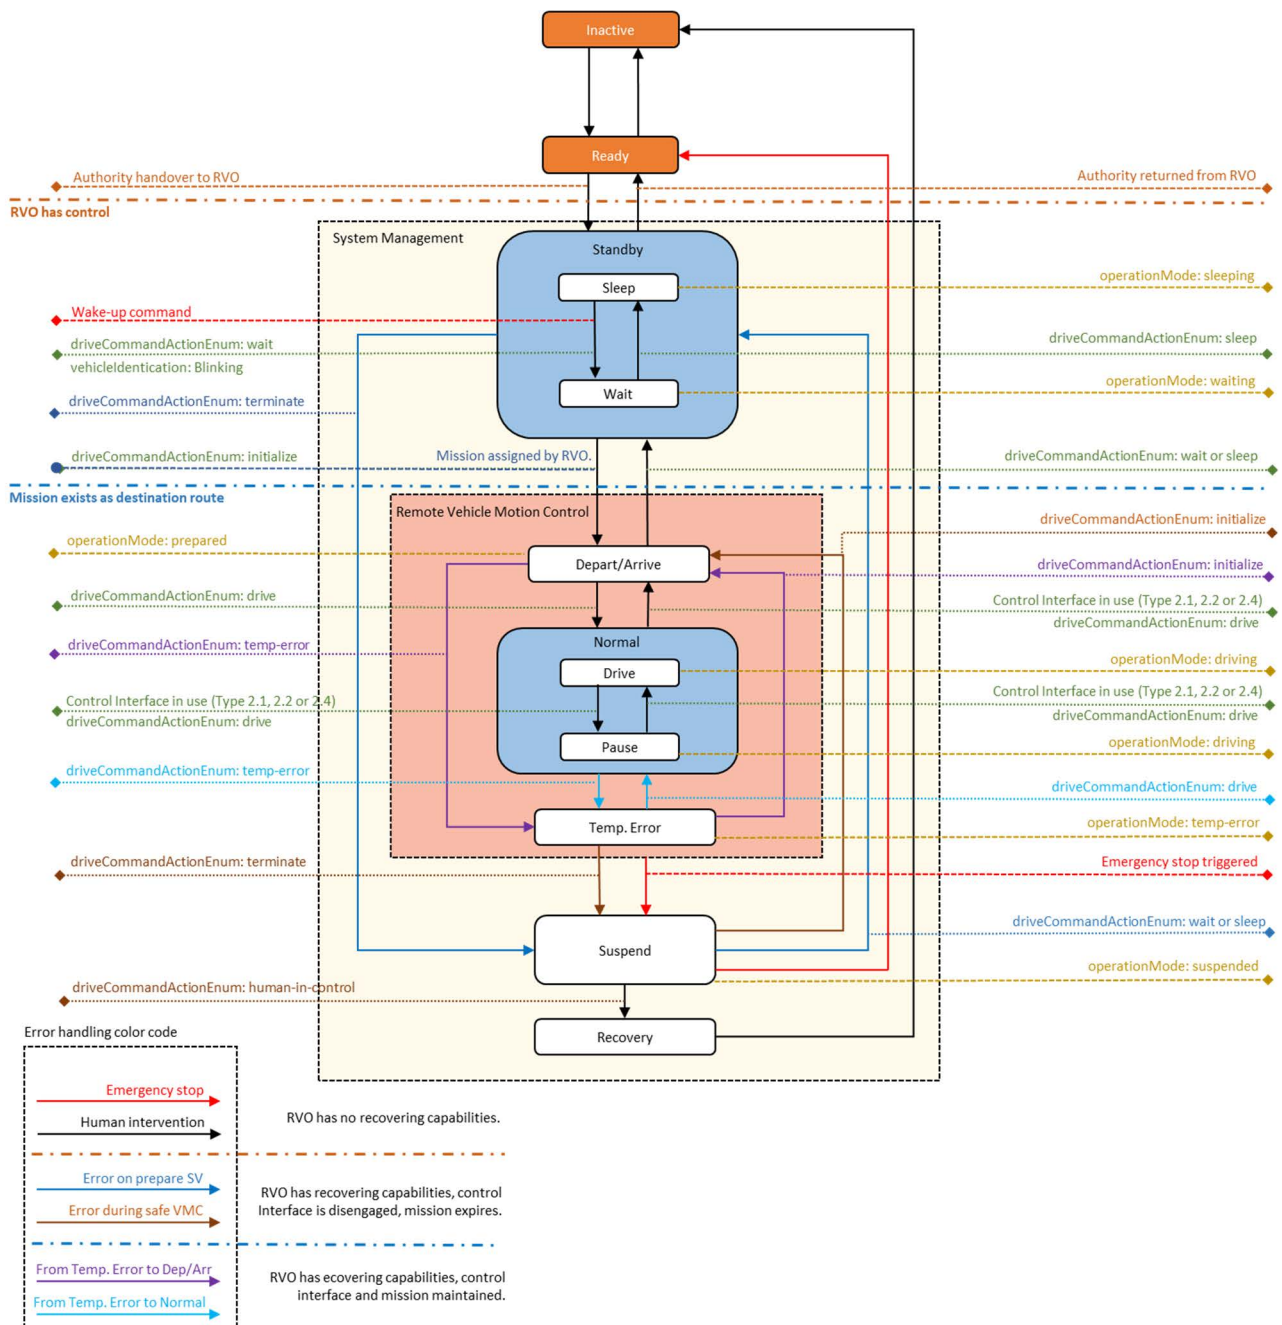 Inactive
Ready
Authority handover to RVO
Authority returned from RVO
RVO has control
System Management
Standby
operationMode: sleeping
Sleep
Wake-up command
driveCommandActionEnum: wait
driveCommandActionEnum: sleep
vehicleIdentication: Blinking
operationMode: waiting
Wait
driveCommandActionEnum: terminate
driveCommandActionEnum: initialize
Mission assigned by RVO.
driveCommandActionEnum: wait or sleep
Mission exists as destination route
Remote Vehicle Motion Control
driveCommandActionEnum: initialize
operationMode: prepared
Depart/Arrive
driveCommandActionEnum: initialize
driveCommandActionEnum: drive
Control Interface in use (Type 2.1, 2.2 or 2.4)
driveCommandActionEnum: drive
driveCommandActionEnum: temp-error
Normal
operationMode: driving
Drive
Control Interface in use (Type 2.1, 2.2 or 2.4)
driveCommandActionEnum: drive
Control Interface in use (Type 2.1, 2.2 or 2.4)
driveCommandActionEnum: drive
Pause
operationMode: driving
driveCommandActionEnum: temp-error
driveCommandActionEnum: drive
Temp. Error
operationMode: temp-error
driveCommandActionEnum: terminate
Emergency stop triggered
driveCommandActionEnum: wait or sleep
Suspend
operationMode: suspended
driveCommandActionEnum: human-in-control
Recovery
Error handling color code
Emergency stop
Human intervention
RVO has no recovering capabilities.
Error on prepare SV
Error during safe VMC
RVO has recovering capabilities, control
Interface is disengaged, mission expires.
From Temp. Error to Dep/Arr
From Temp. Error to Normal
RVO has ecovering capabilities, control
interface and mission maintained.